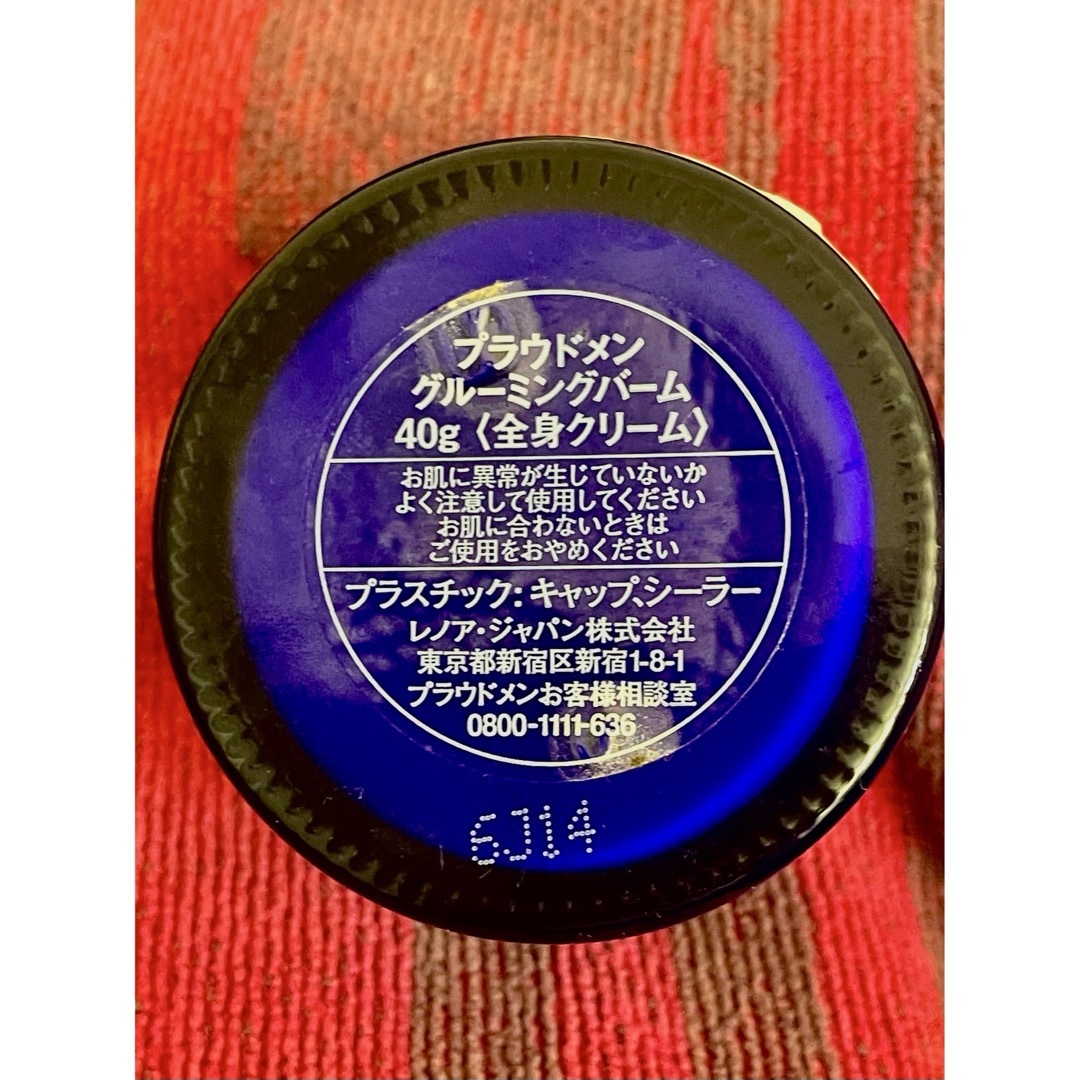 プラウドメン
グルーミングバーム
40g〈全身クリーム〉
お肌に異常が生じていないか
よく注意して使用してください
お肌に合わないときは
ご使用をおやめください
プラスチック:キャップ、シーラー
レノア・ジャパン株式会社
東京都新宿区新宿1-8-1
プラウドメンお客様相談室
0800-1111-636
6J14